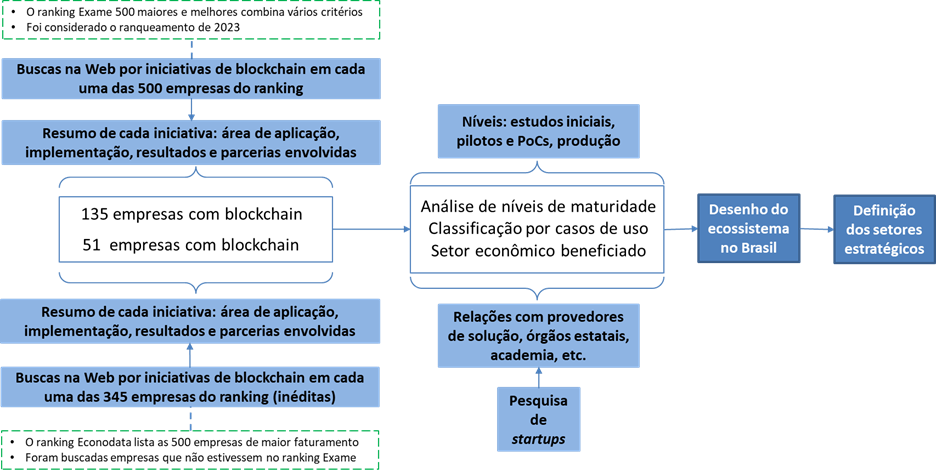 • O ranking Exame 500 maiores e melhores combina vários critérios
• Foi considerado o ranqueamento de 2023
Buscas na Web por iniciativas de blockchain em cada
uma das 500 empresas do ranking
Resumo de cada iniciativa: área de aplicação,
implementação, resultados e parcerias envolvidas
135 empresas com blockchain
51 empresas com blockchain
Resumo de cada iniciativa: área de aplicação,
implementação, resultados e parcerias envolvidas
Buscas na Web por iniciativas de blockchain em cada
uma das 345 empresas do ranking (inéditas)
• O ranking Econodata lista as 500 empresas de maior faturamento
• Foram buscadas empresas que não estivessem no ranking Exame
Níveis: estudos iniciais,
pilotos e PoCs, produção
Análise de níveis de maturidade
Classificação por casos de uso
Setor econômico beneficiado
Relações com provedores
de solução, órgãos estatais,
academia, etc.
Pesquisa
de
startups
Desenho do
ecossistema
no Brasil
Definição
dos setores
estratégicos